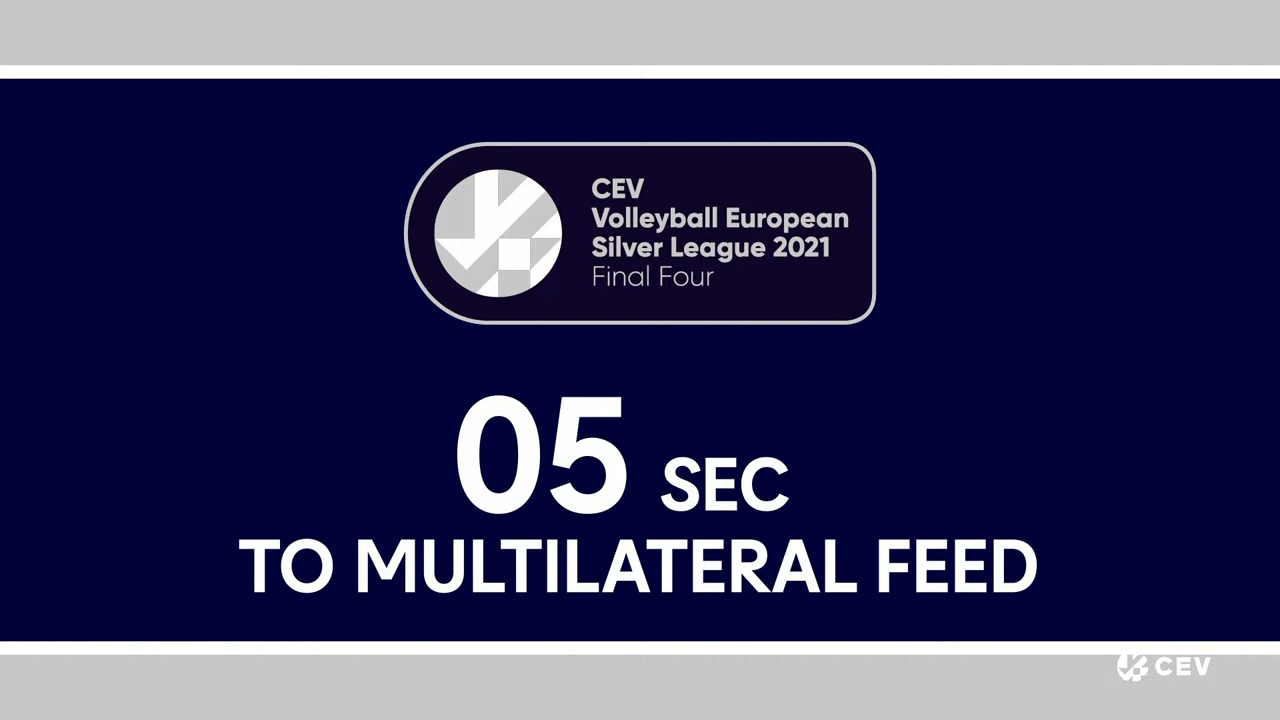 CEV
Volleyball European
Silver League 2021
Final Four
05 SEC
TO MULTILATERAL FEED
CEV